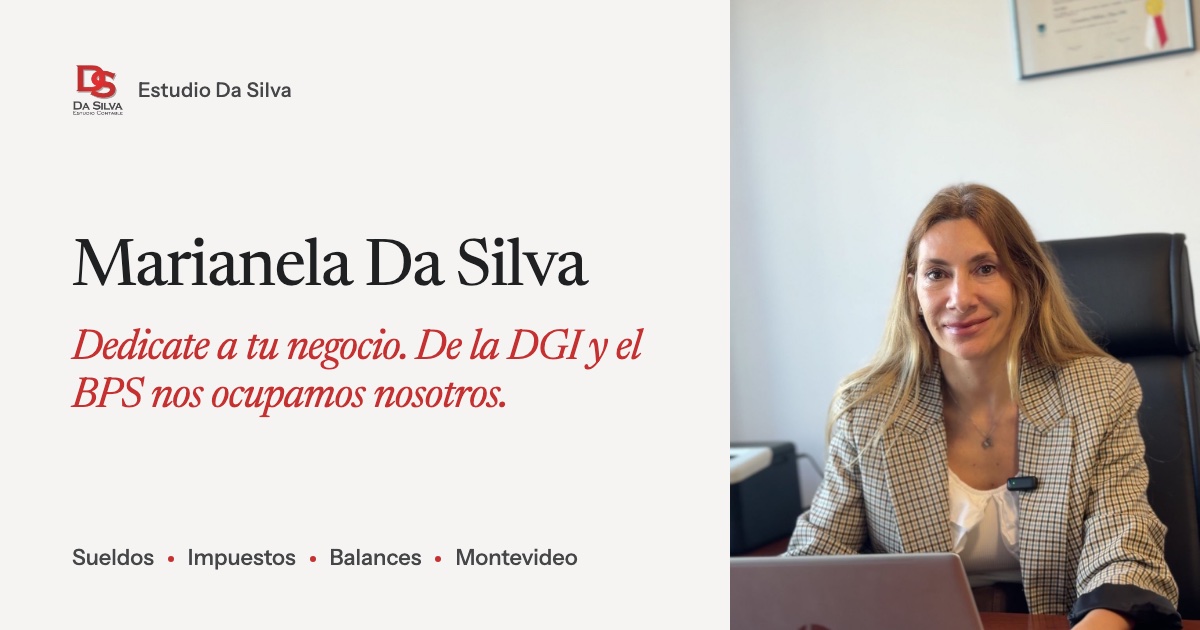 DS
DA SILVA
ESTUDIO CONTABLE
Estudio Da Silva
Marianela Da Silva
Dedicate a tu negocio. De la DGI y el
BPS nos ocupamos nosotros.
Sueldos • Impuestos • Balances • Montevideo